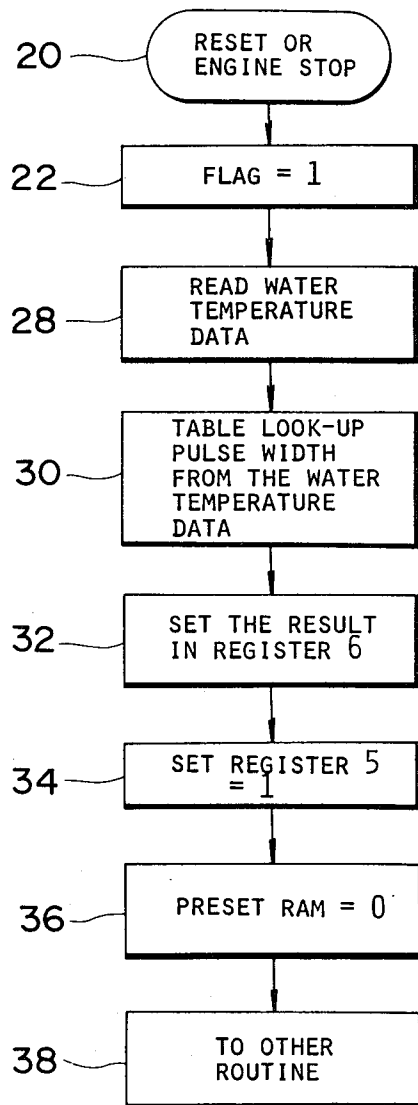 20
RESET OR
ENGINE STOP
22
FLAG = 1
28
READ WATER
TEMPERATURE
DATA
30
TABLE LOOK-UP
PULSE WIDTH
FROM THE WATER
TEMPERATURE
DATA
32
SET THE RESULT
IN REGISTER 6
34
SET REGISTER 5
= 1
36
PRESET RAM = 0
38
TO OTHER
ROUTINE